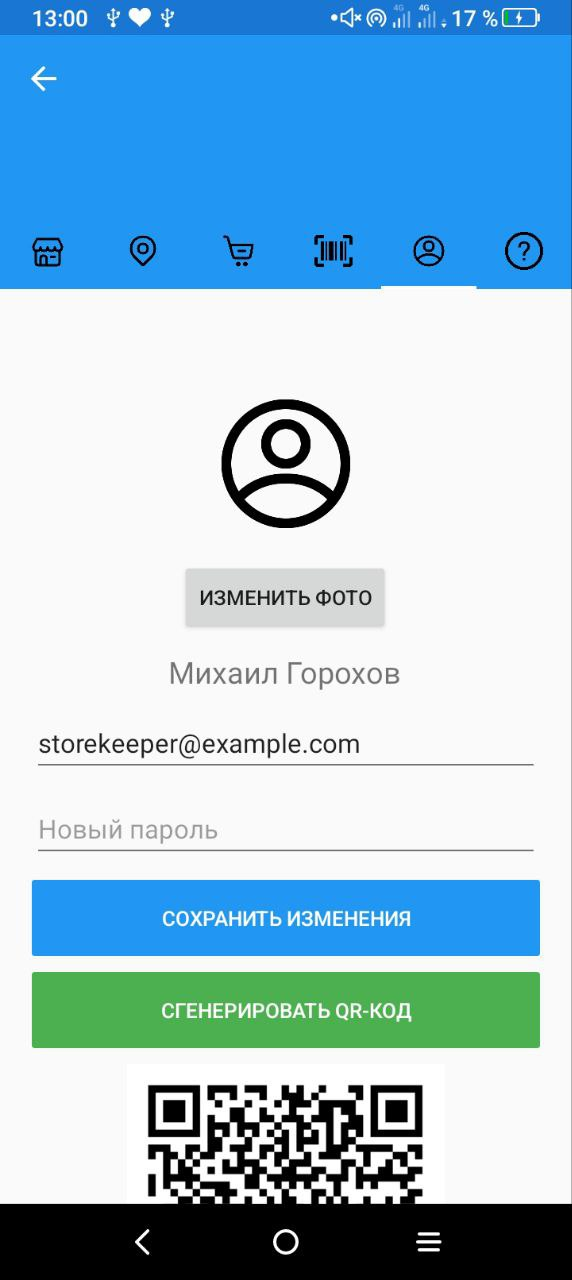 13:00
4G 4G 17 %
?
ИЗМЕНИТЬ ФОТО
Михаил Горохов
storekeeper@example.com
Новый пароль
СОХРАНИТЬ ИЗМЕНЕНИЯ
СГЕНЕРИРОВАТЬ QR-КОД